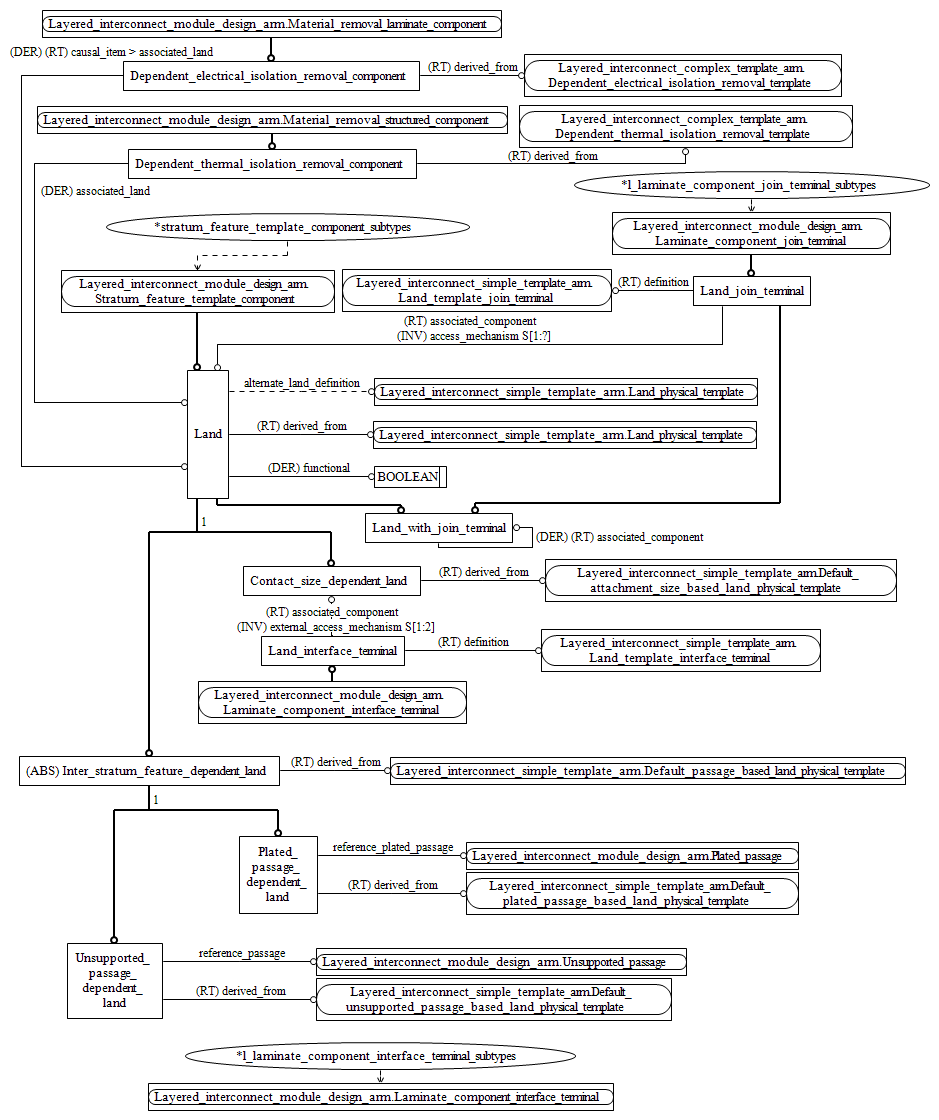 Layered_interconnect_module_design_arm.Material_removal_laminate_component
(DER) (RT) causal_item > associated_land
Dependent_electrical_isolation_removal_component
(RT) derived_from
Layered_interconnect_complex_template_arm.
Dependent_electrical_isolation_removal_template
Layered_interconnect_module_design_arm.Material_removal_structured_component
Layered_interconnect_complex_template_arm.
Dependent_thermal_isolation_removal_template
Dependent_thermal_isolation_removal_component
(RT) derived_from
(DER) associated_land
*l_laminate_component_join_terminal_subtypes
*stratum_feature_template_component_subtypes
Layered_interconnect_module_design_arm.
Laminate_component_join_terminal
Layered_interconnect_module_design_arm.
Stratum_feature_template_component
Layered_interconnect_simple_template_arm.
Land_template_join_terminal
(RT) definition
Land_join_terminal
(RT) associated_component
(INV) access_mechanism S[1:?]
alternate_land_definition
Layered_interconnect_simple_template_arm.Land_physical_template
Land
(RT) derived_from
Layered_interconnect_simple_template_arm.Land_physical_template
(DER) functional
BOOLEAN
1
Land_with_join_terminal
(DER) (RT) associated_component
Contact_size_dependent_land
(RT) derived_from
Layered_interconnect_simple_template_arm.Default_
attachment_size_based_land_physical_template
(RT) associated_component
(INV) external_access_mechanism S[1:2]
Land_interface_terminal
(RT) definition
Layered_interconnect_simple_template_arm.
Land_template_interface_terminal
Layered_interconnect_module_design_arm.
Laminate_component_interface_terminal
(ABS) Inter_stratum_feature_dependent_land
(RT) derived_from
Layered_interconnect_simple_template_arm.Default_passage_based_land_physical_template
1
Plated_
passage_
dependent_
land
reference_plated_passage
Layered_interconnect_module_design_arm.Plated_passage
(RT) derived_from
Layered_interconnect_simple_template_arm.Default_
plated_passage_based_land_physical_template
Unsupported_
passage_
dependent_
land
reference_passage
Layered_interconnect_module_design_arm.Unsupported_passage
(RT) derived_from
Layered_interconnect_simple_template_arm.Default_
unsupported_passage_based_land_physical_template
*l_laminate_component_interface_terminal_subtypes
Layered_interconnect_module_design_arm.Laminate_component_interface_terminal